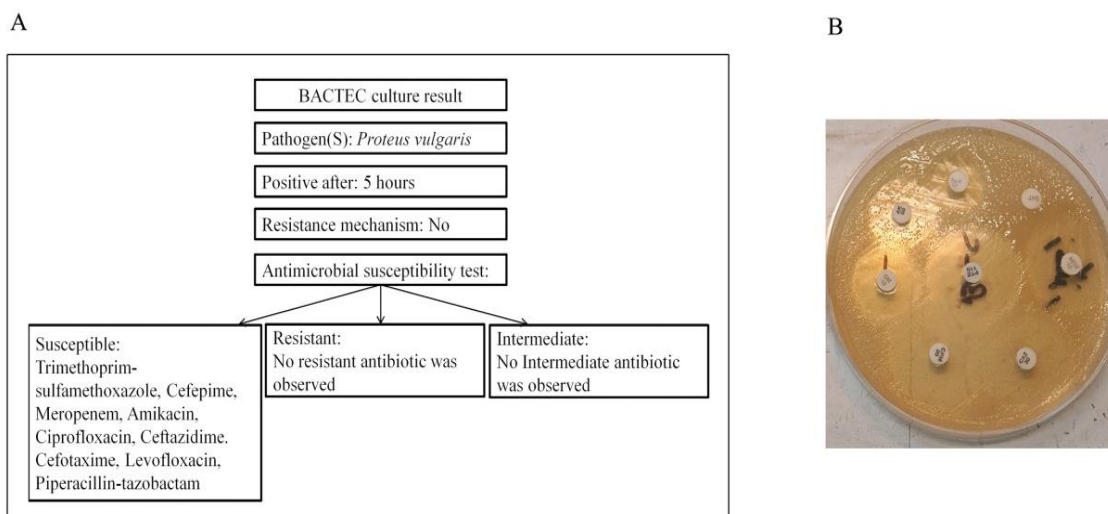 A
BACTEC culture result
Pathogen(S): Proteus vulgaris
Positive after: 5 hours
Resistance mechanism: No
Antimicrobial susceptibility test:
Susceptible:
Trimethoprim-
sulfamethoxazole, Cefepime,
Meropenem, Amikacin,
Ciprofloxacin, Ceftazidime.
Cefotaxime, Levofloxacin,
Piperacillin-tazobactam
Resistant:
No resistant antibiotic was
observed
Intermediate:
No Intermediate antibiotic
was observed
B